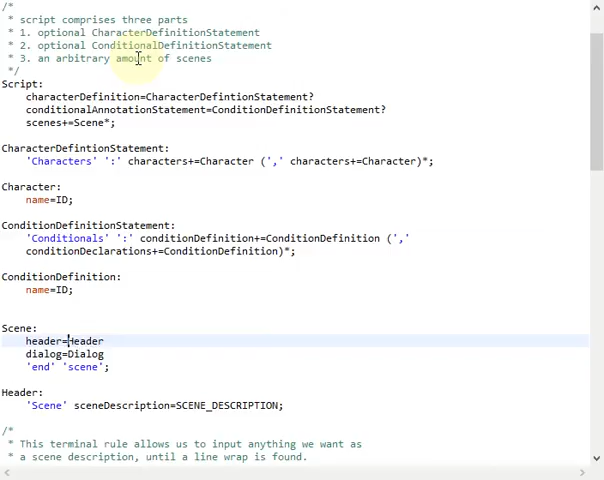 /*
* script comprises three parts
* 1. optional CharacterDefinitionStatement
* 2. optional ConditionalDefinitionStatement
* 3. an arbitrary amount of scenes
*/
Script:
characterDefinition=CharacterDefintionStatement?
conditionalAnnotationStatement=ConditionDefinitionStatement?
scenes+=Scene*;
CharacterDefintionStatement:
'Characters' ':' characters+=Character (',' characters+=Character)*;
Character:
name=ID;
ConditionDefinitionStatement:
'Conditionals' ':' conditionDefinition+=ConditionDefinition (','
conditionDeclarations+=ConditionDefinition)*;
ConditionDefinition:
name=ID;
Scene:
header=Header
dialog=Dialog
'end' 'scene';
Header:
'Scene' sceneDescription=SCENE_DESCRIPTION;
/*
* This terminal rule allows us to input anything we want as
* a scene description, until a line wrap is found.